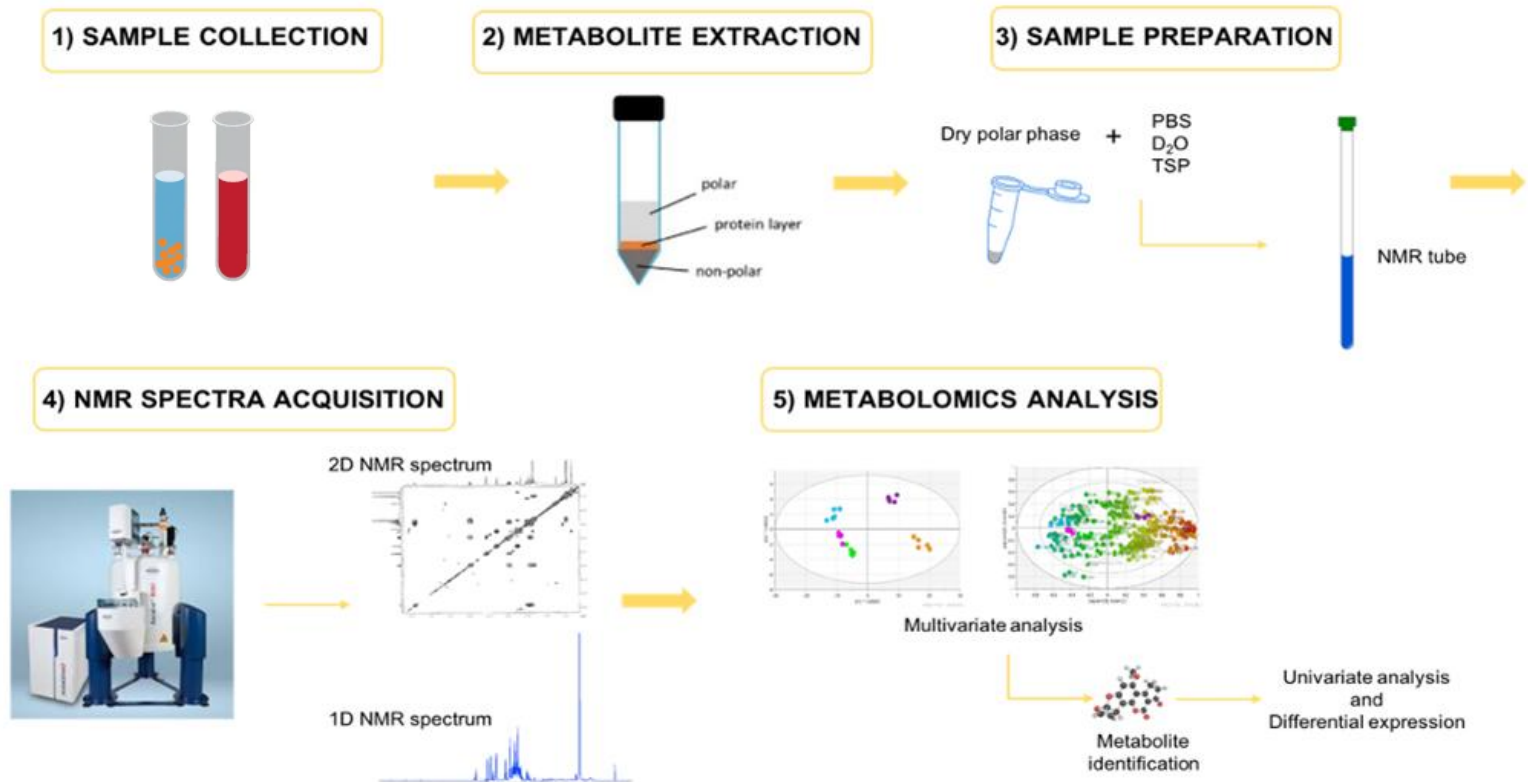 1) SAMPLE COLLECTION
2) METABOLITE EXTRACTION
3) SAMPLE PREPARATION
polar
protein layer
non-polar
Dry polar phase +
PBS
D₂O
TSP
NMR tube
4) NMR SPECTRA ACQUISITION
5) METABOLOMICS ANALYSIS
2D NMR spectrum
1D NMR spectrum
Multivariate analysis
Metabolite
identification
Univariate analysis
and
Differential expression